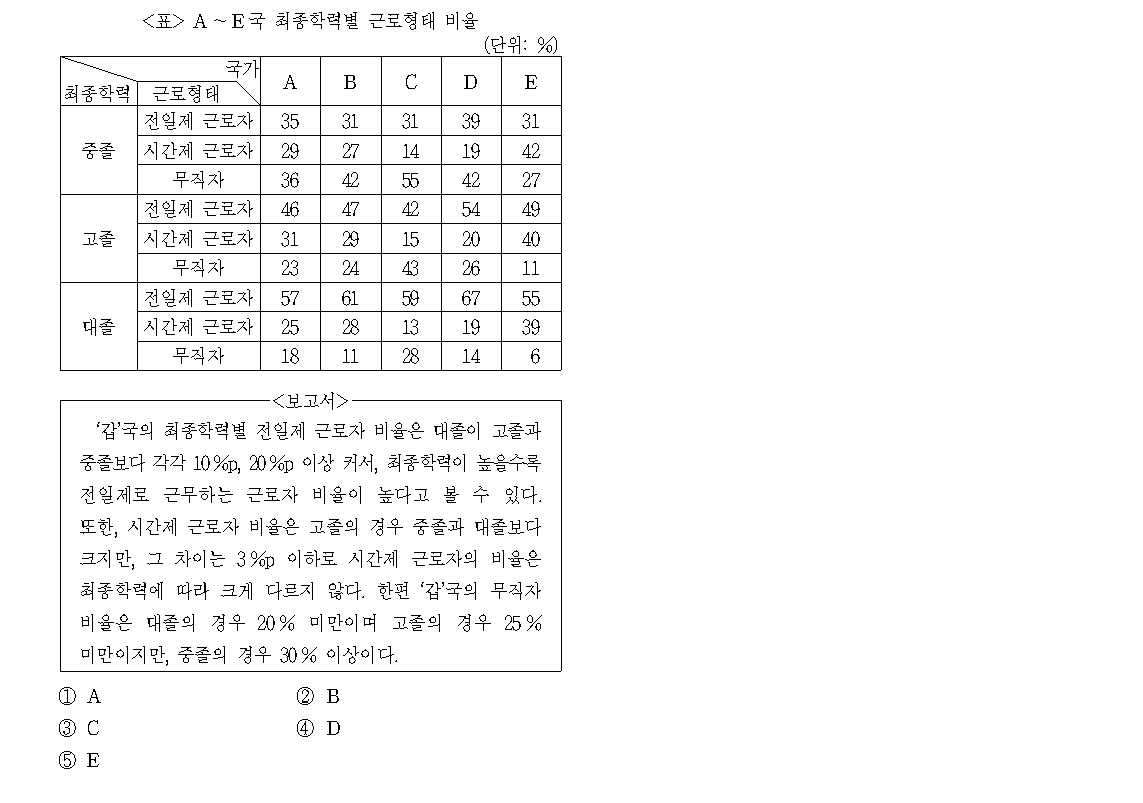 <표> A ~ E국 최종학력별 근로형태 비율
(단위: %)
국가
최종학력 근로형태 A B C D E
중졸 전일제 근로자 35 31 31 39 31
시간제 근로자 29 27 14 19 42
무직자 36 42 55 42 27
고졸 전일제 근로자 46 47 42 54 49
시간제 근로자 31 29 15 20 40
무직자 23 24 43 26 11
대졸 전일제 근로자 57 61 59 67 55
시간제 근로자 25 28 13 19 39
무직자 18 11 28 14 6
<보고서>
‘갑’국의 최종학력별 전일제 근로자 비율은 대졸이 고졸과
중졸보다 각각 10%p, 20%p 이상 커서, 최종학력이 높을수록
전일제로 근무하는 근로자 비율이 높다고 볼 수 있다.
또한, 시간제 근로자 비율은 고졸의 경우 중졸과 대졸보다
크지만, 그 차이는 3%p 이하로 시간제 근로자의 비율은
최종학력에 따라 크게 다르지 않다. 한편 ‘갑’국의 무직자
비율은 대졸의 경우 20% 미만이며 고졸의 경우 25%
미만이지만, 중졸의 경우 30% 이상이다.
① A ② B
③ C ④ D
⑤ E